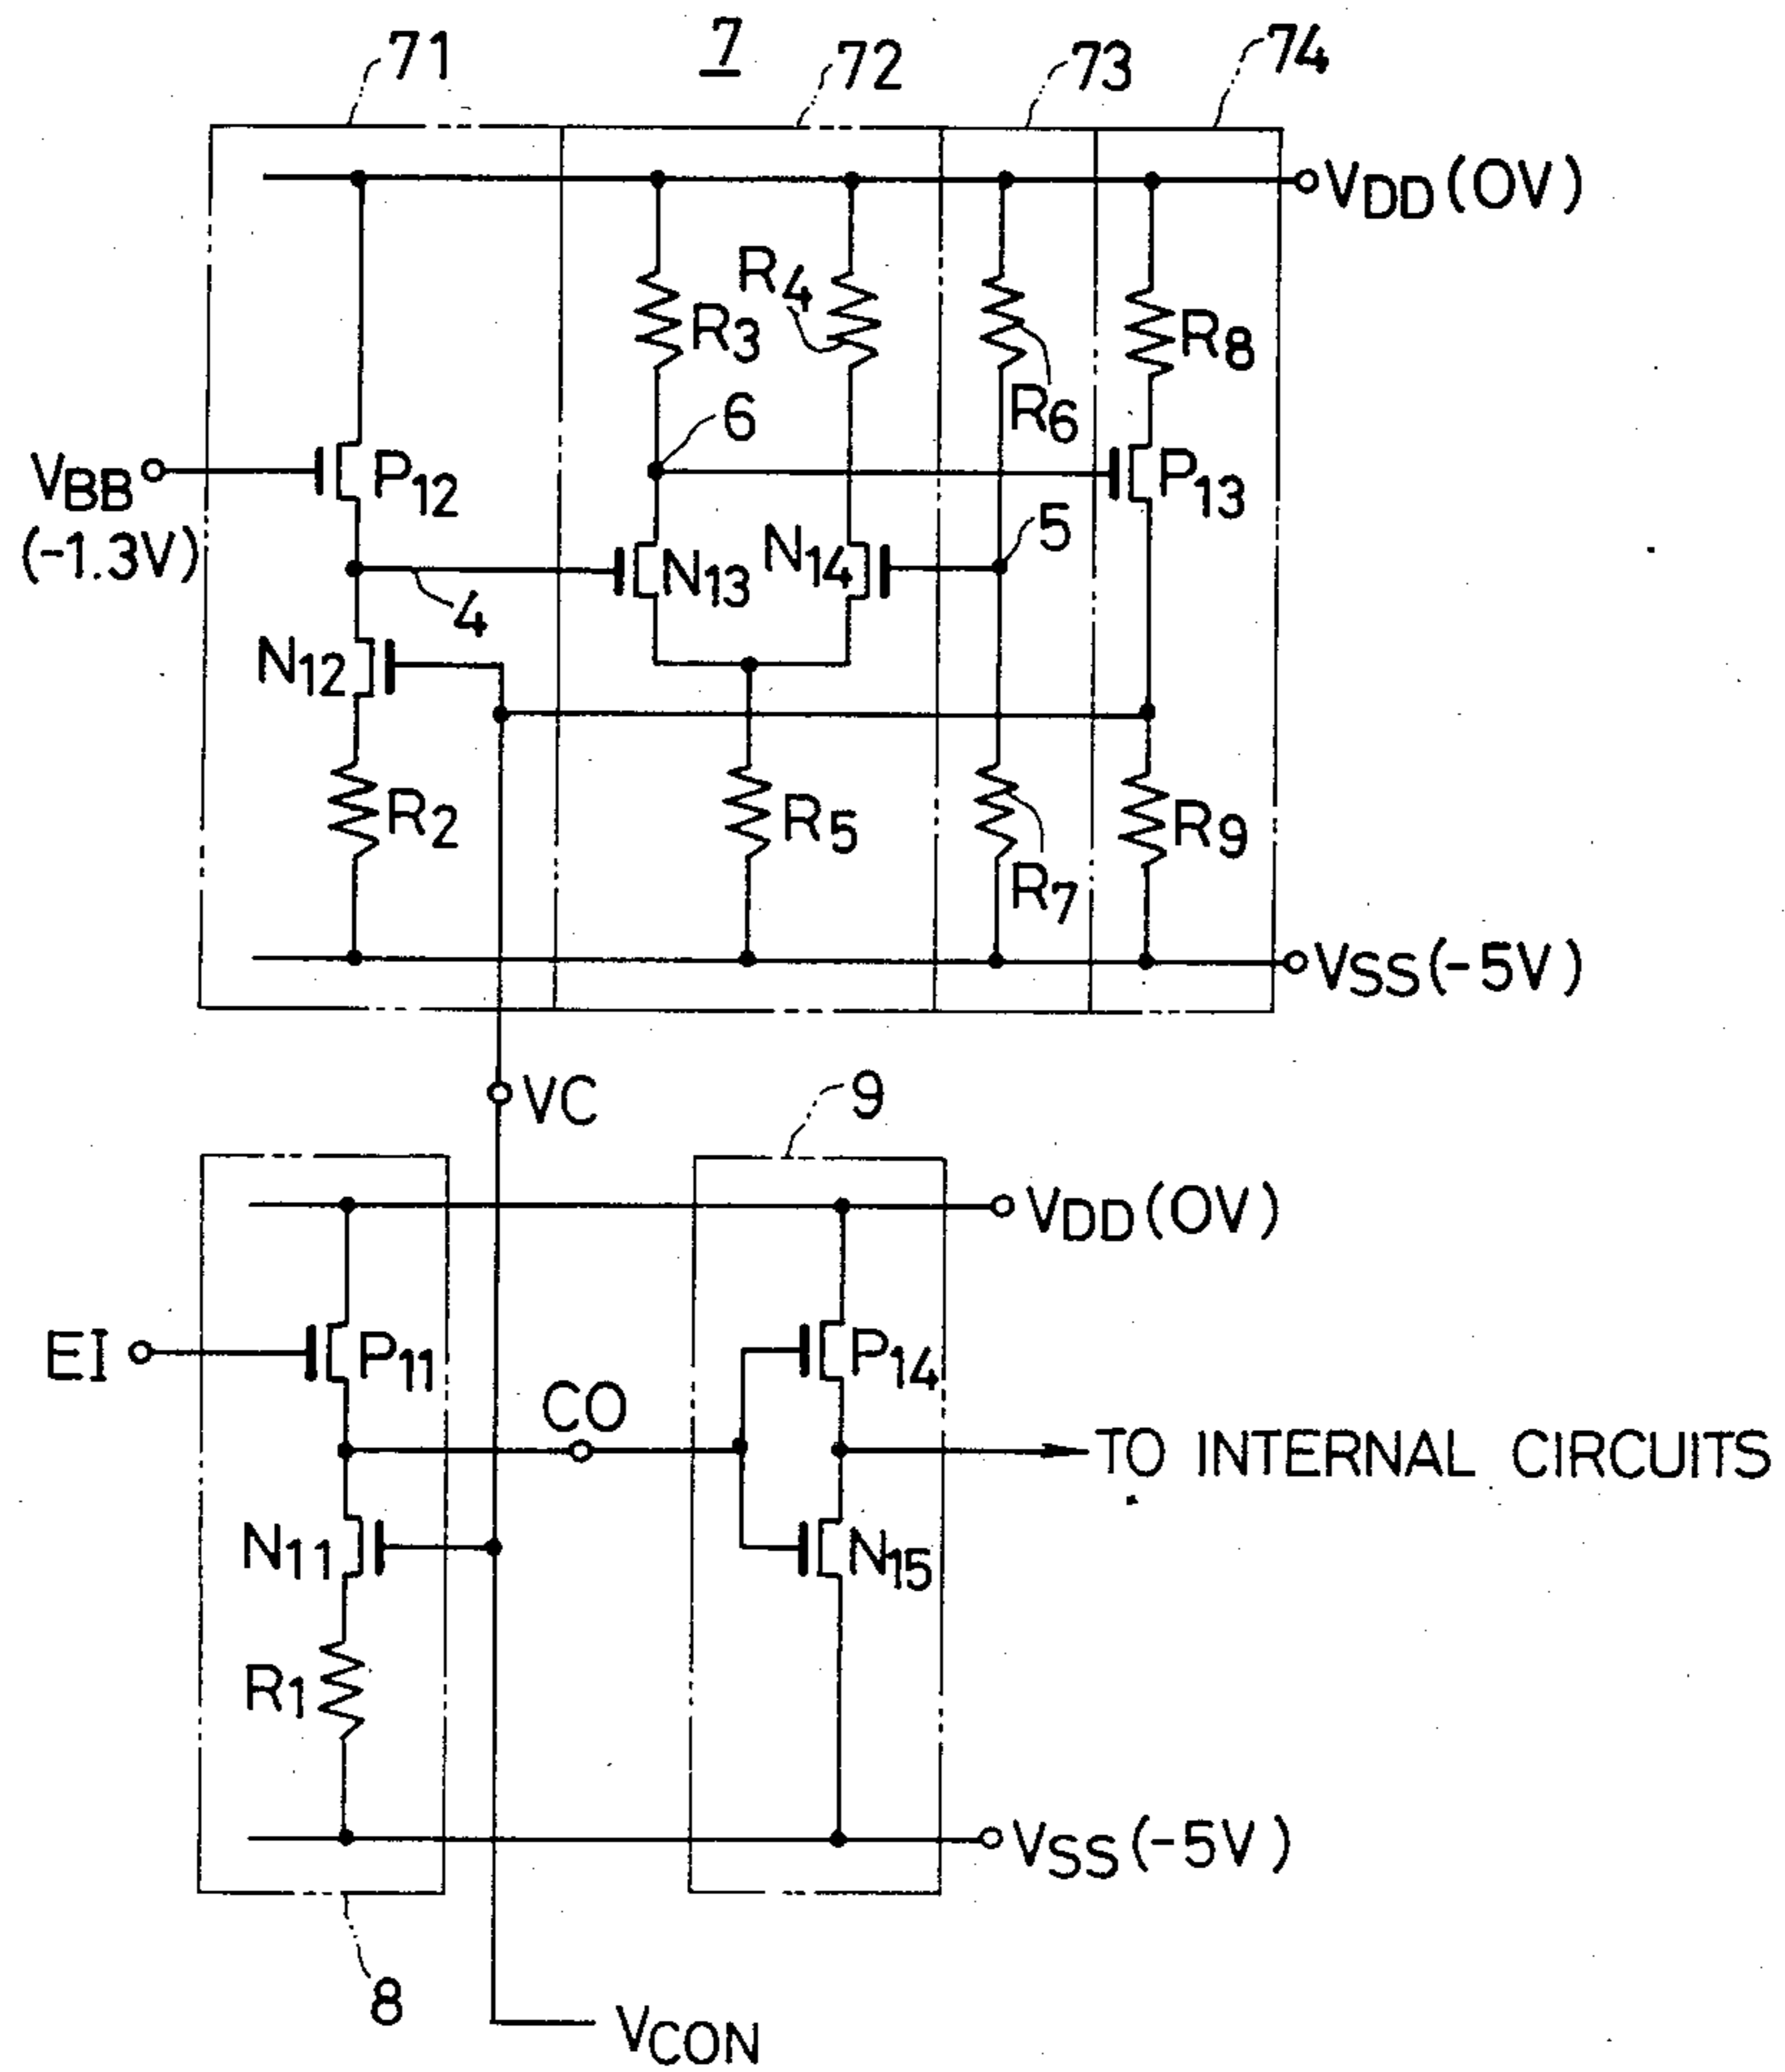 7
71
72
73
74
VDD (0V)
R3
R4
R6
R8
6
VBB
(-1.3V)
P12
P13
5
4
N13
N14
N12
R2
R5
R7
R9
VSS (-5V)
VC
9
VDD (0V)
EI
P11
CO
P14
TO INTERNAL CIRCUITS
N11
N15
R1
VSS (-5V)
8
VCON